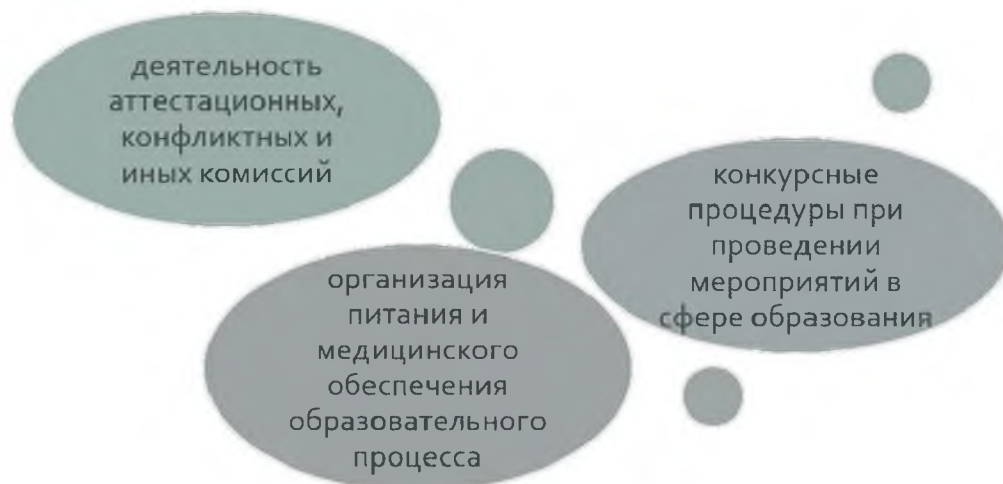 деятельность
аттестационных,
конфликтных и
иных комиссий
конкурсные
процедуры при
проведении
мероприятий в
сфере образования
организация
питания и
медицинского
обеспечения
образовательного
процесса